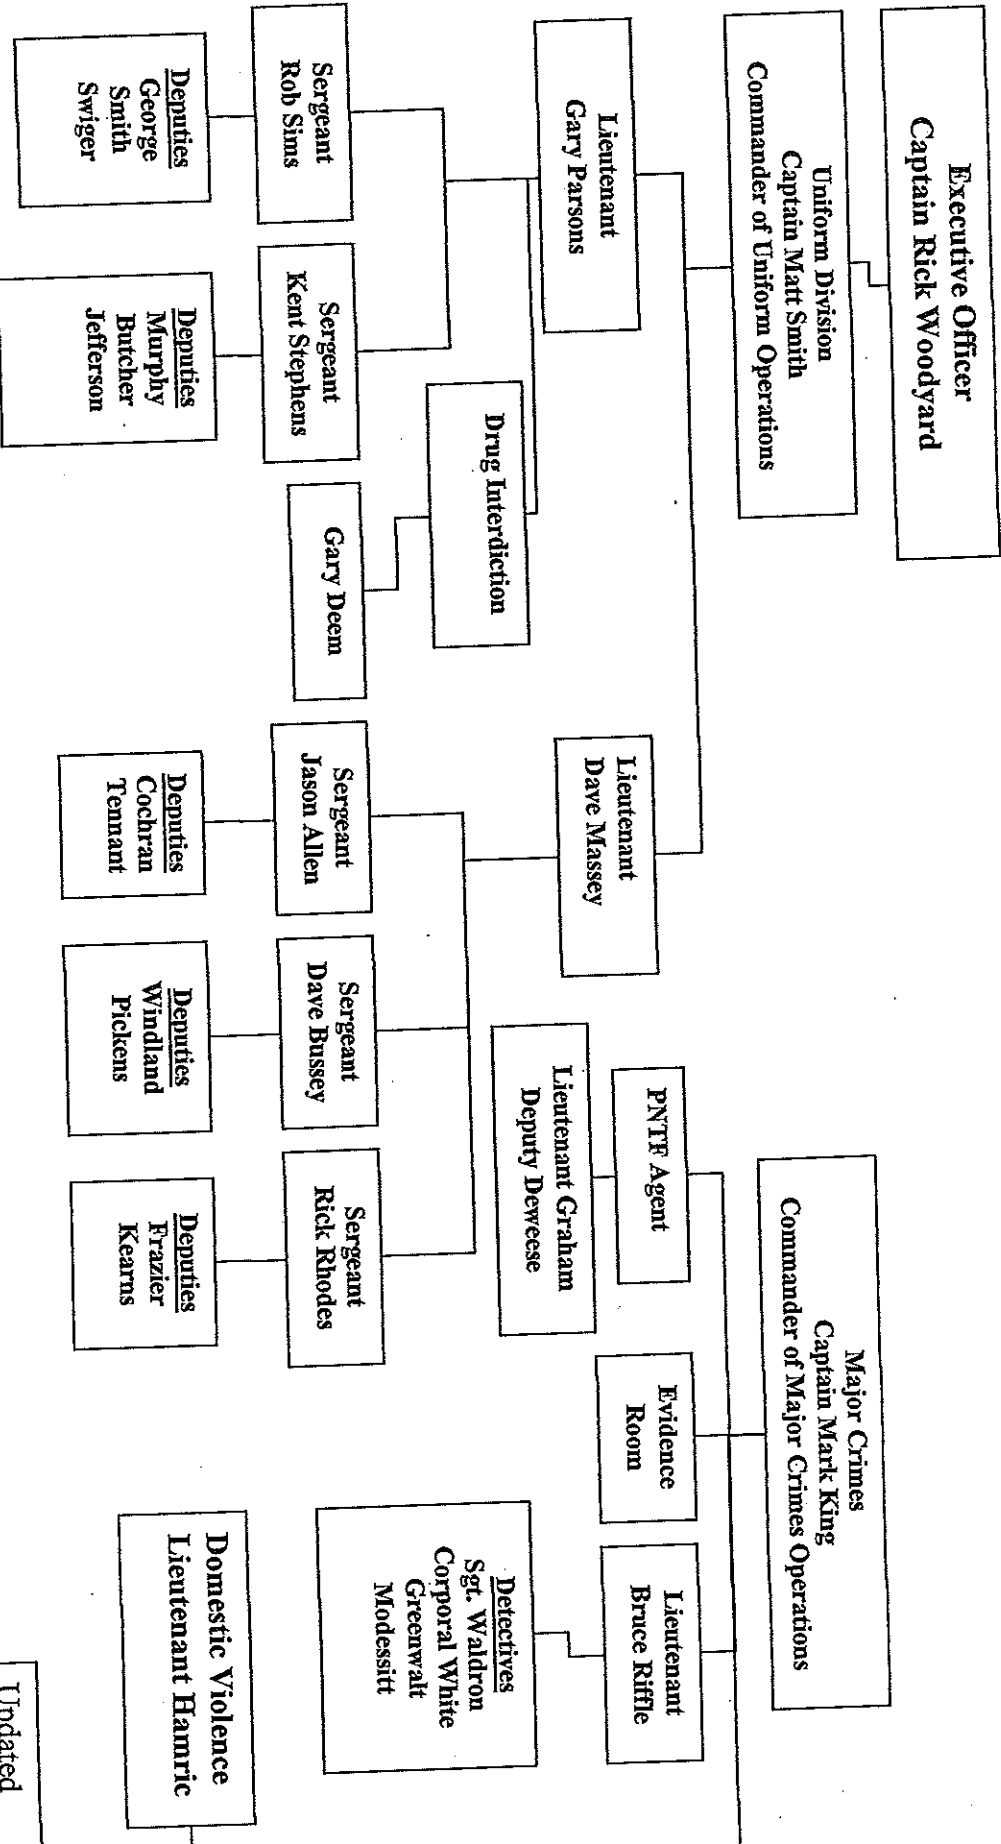 Executive Officer
Captain Rick Woodyard
Uniform Division
Captain Matt Smith
Commander of Uniform Operations
Major Crimes
Captain Mark King
Commander of Major Crimes Operations
Lieutenant
Gary Parsons
Lieutenant
Dave Massey
PNTF Agent
Evidence
Room
Lieutenant
Bruce Riffle
Lieutenant Graham
Deputy Deweese
Drug Interdiction
Detectives
Sgt. Waldron
Corporal White
Greenwalt
Modessitt
Sergeant
Rob Sims
Sergeant
Kent Stephens
Gary Deem
Sergeant
Jason Allen
Sergeant
Dave Bussey
Sergeant
Rick Rhodes
Deputies
George
Smith
Swiger
Deputies
Murphy
Butcher
Jefferson
Deputies
Cochran
Tennant
Deputies
Windland
Pickens
Deputies
Frazier
Kearns
Domestic Violence
Lieutenant Hamric
Updated